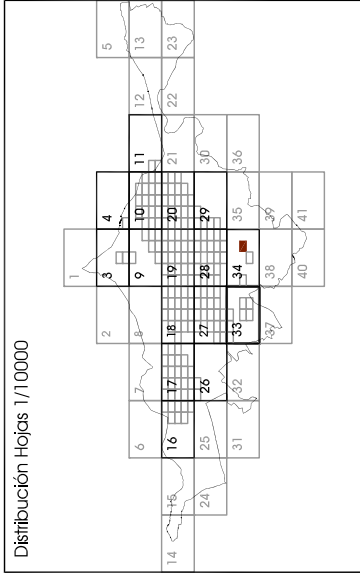 Distribución Hojas 1/10000
1
2 3 4 5
6 7 8 9 10 11 12 13
14 15 16 17 18 19 20 21 22 23
24 25 26 27 28 29 30
31 32 33 34 35 36
37 38 39
40 41